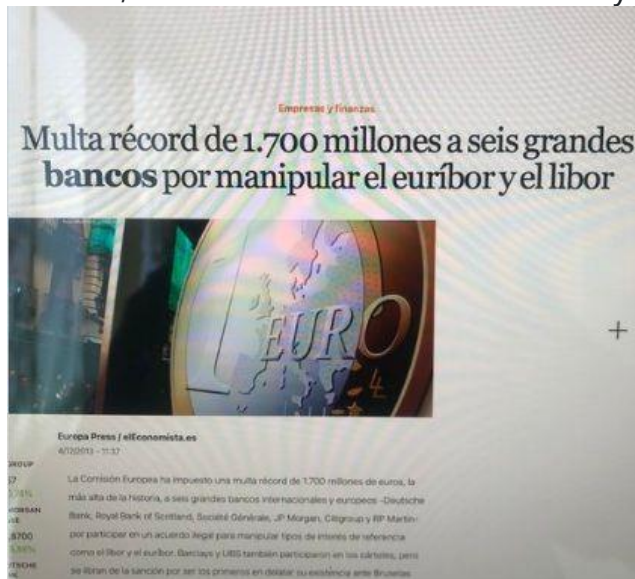 Empresas y finanzas
Multa récord de 1.700 millones a seis grandes
bancos por manipular el euríbor y el libor
EURO
Europa Press / elEconomista.es
4/12/2013 - 11:37
GROUP
La Comisión Europea ha impuesto una multa récord de 1.700 millones de euros, la
más alta de la historia, a seis grandes bancos internacionales y europeos -Deutsche
Bank, Royal Bank of Scotland, Société Générale, JP Morgan, Citigroup y RP Martin-
por participar en un acuerdo ilegal para manipular tipos de interés de referencia
como el libor y el euríbor. Barclays y UBS también participaron en los cárteles, pero
se libran de la sanción por ser los primeros en delatar su existencia ante Bruselas